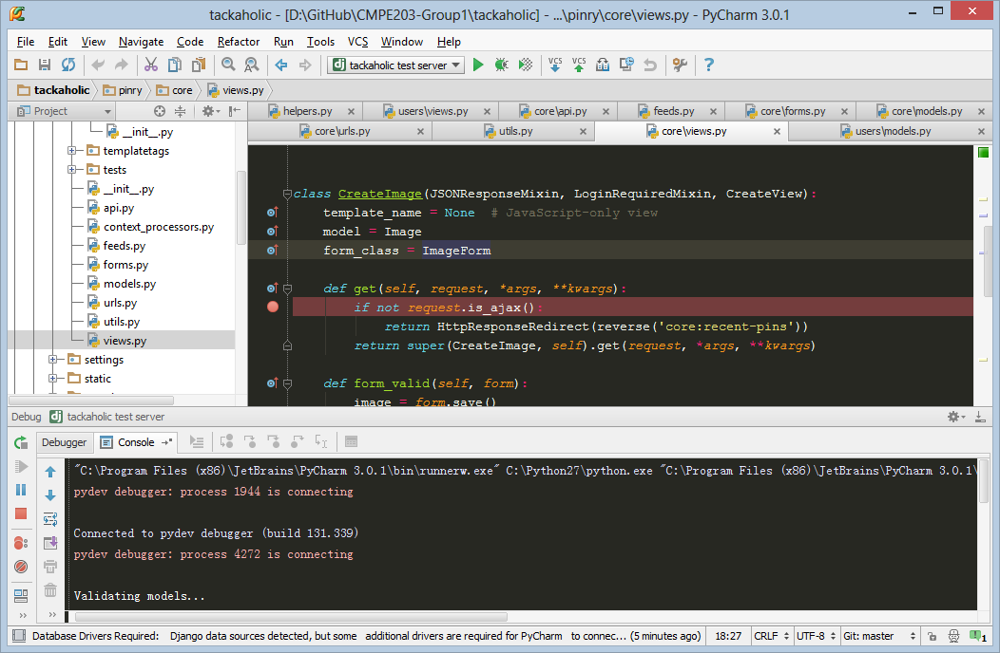 tackaholic - [D:\GitHub\CMPE203-Group1\tackaholic] - ...\pinry\core\views.py - PyCharm 3.0.1
File Edit View Navigate Code Refactor Run Tools VCS Window Help
tackaholic test server VCS VCS ?
tackaholic pinry core views.py
Project
helpers.py users\views.py core\api.py feeds.py core\forms.py core\models.py
core\urls.py utils.py core\views.py users\models.py
__init__.py
templatetags
tests
__init__.py
api.py
context_processors.py
feeds.py
forms.py
models.py
urls.py
utils.py
views.py
settings
static
class CreateImage(JSONResponseMixin, LoginRequiredMixin, CreateView):
template_name = None # JavaScript-only view
model = Image
form_class = ImageForm
def get(self, request, *args, **kwargs):
if not request.is_ajax():
return HttpResponseRedirect(reverse('core:recent-pins'))
return super(CreateImage, self).get(request, *args, **kwargs)
def form_valid(self, form):
image = form.save()
Debug dj tackaholic test server
Debugger Console
"C:\Program Files (x86)\JetBrains\PyCharm 3.0.1\bin\runnerw.exe" C:\Python27\python.exe "C:\Program Files (x86)\JetBrains\PyCharm 3.0.1\
pydev debugger: process 1944 is connecting
Connected to pydev debugger (build 131.339)
pydev debugger: process 4272 is connecting
Validating models...
Database Drivers Required: Django data sources detected, but some additional drivers are required for PyCharm to connec... (5 minutes ago) 18:27 CRLF UTF-8 Git: master 1